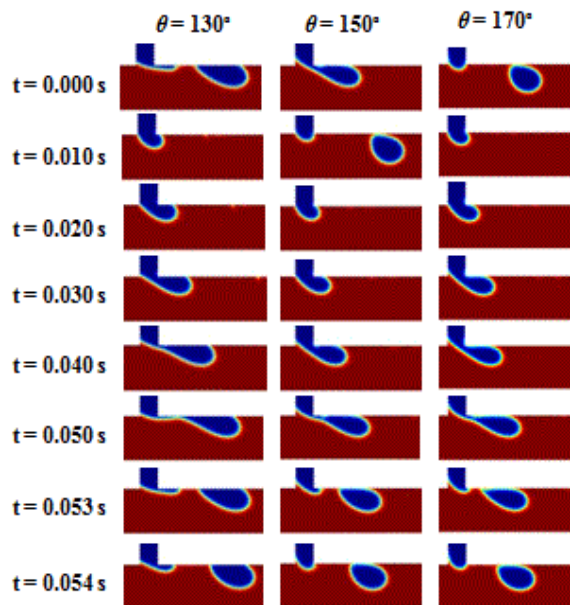 θ = 130° θ = 150° θ = 170°
t = 0.000 s
t = 0.010 s
t = 0.020 s
t = 0.030 s
t = 0.040 s
t = 0.050 s
t = 0.053 s
t = 0.054 s